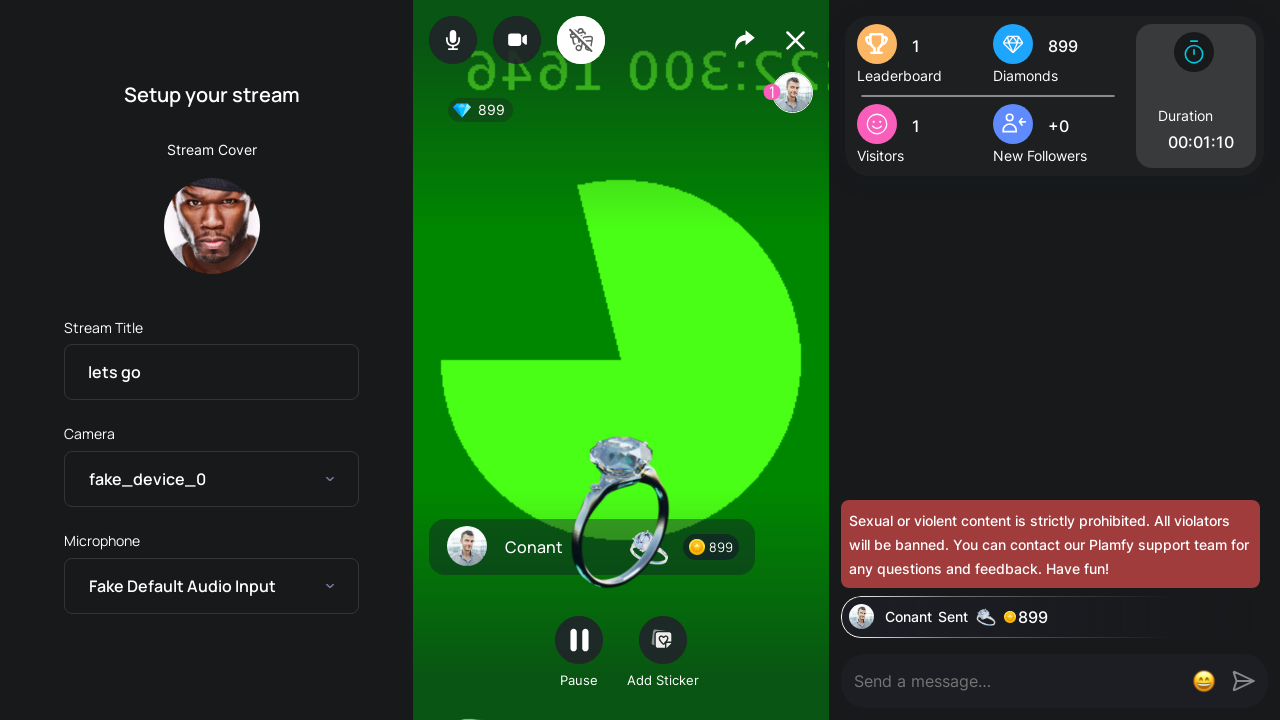 Setup your stream
Stream Cover
Stream Title
lets go
Camera
fake_device_0
Microphone
Fake Default Audio Input
:22:300 1646
1
899
Conant
899
Pause
Add Sticker
1
Leaderboard
899
Diamonds
1
Visitors
+0
New Followers
Duration
00:01:10
Sexual or violent content is strictly prohibited. All violators
will be banned. You can contact our Plamfy support team for
any questions and feedback. Have fun!
Conant Sent 899
Send a message...